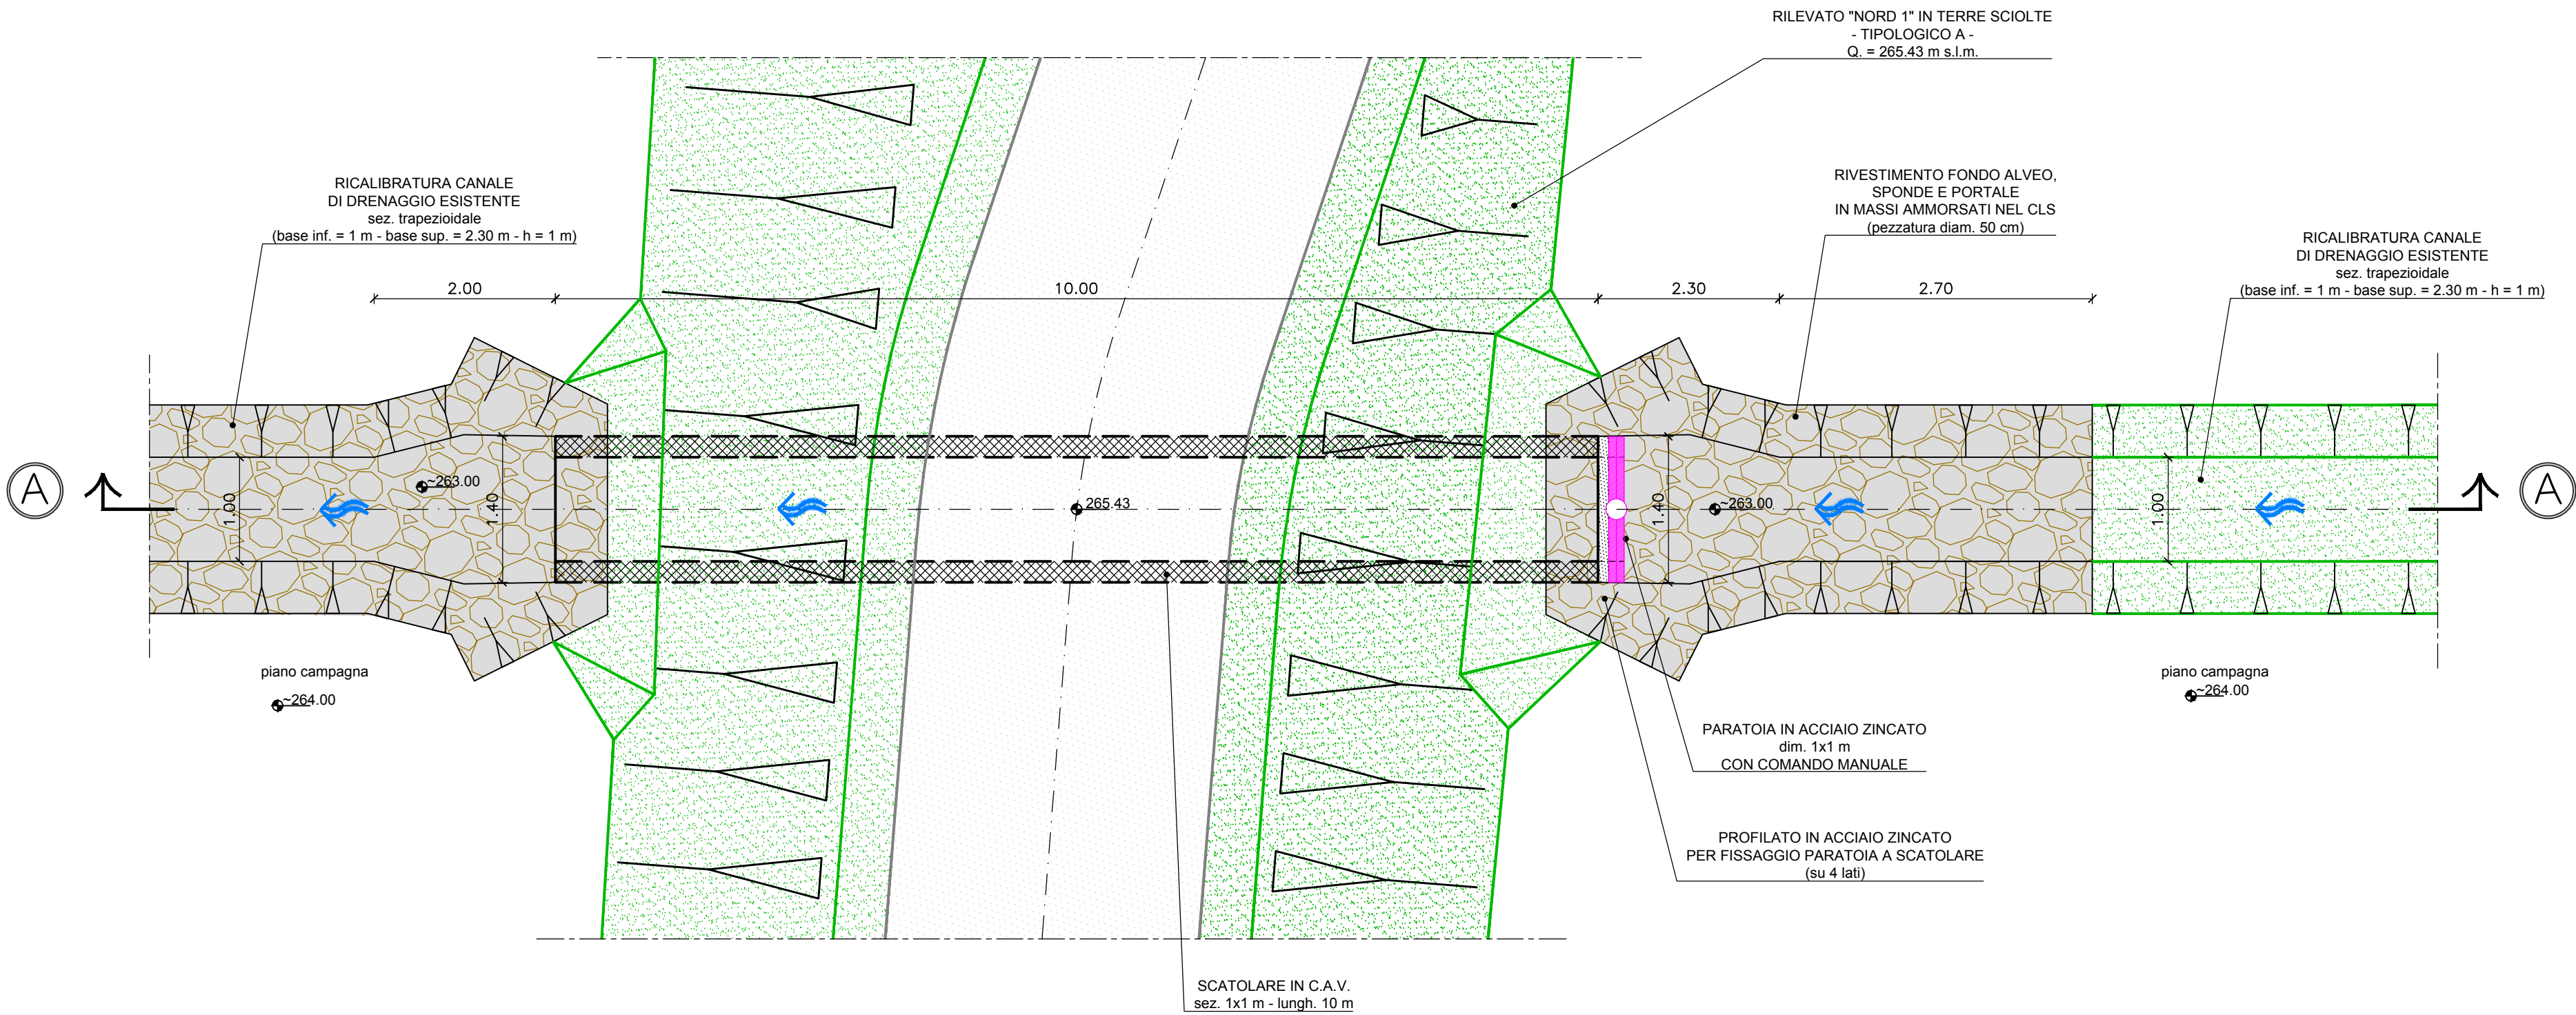 RILEVATO "NORD 1" IN TERRE SCIOLTE
- TIPOLOGICO A -
Q. = 265.43 m s.l.m.
RICALIBRATURA CANALE
DI DRENAGGIO ESISTENTE
sez. trapezioidale
(base inf. = 1 m - base sup. = 2.30 m - h = 1 m)
RIVESTIMENTO FONDO ALVEO,
SPONDE E PORTALE
IN MASSI AMMORSATI NEL CLS
(pezzatura diam. 50 cm)
RICALIBRATURA CANALE
DI DRENAGGIO ESISTENTE
sez. trapezioidale
(base inf. = 1 m - base sup. = 2.30 m - h = 1 m)
2.00
10.00
2.30
2.70
A
1.00
~263.00
1.40
265.43
1.40
~263.00
1.00
A
piano campagna
~264.00
piano campagna
~264.00
PARATOIA IN ACCIAIO ZINCATO
dim. 1x1 m
CON COMANDO MANUALE
PROFILATO IN ACCIAIO ZINCATO
PER FISSAGGIO PARATOIA A SCATOLARE
(su 4 lati)
SCATOLARE IN C.A.V.
sez. 1x1 m - lungh. 10 m